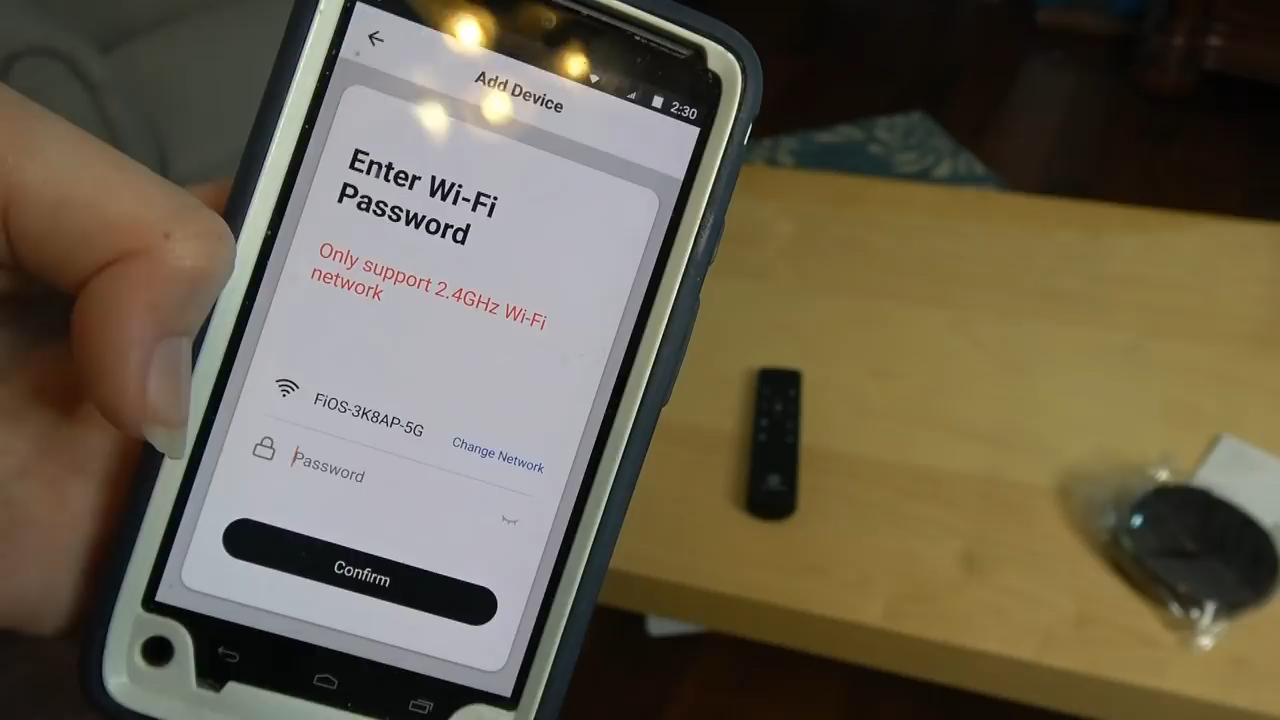 2:30
Add Device
Enter Wi-Fi
Password
Only support 2.4GHz Wi-Fi
network
FiOS-3K8AP-5G
Change Network
Password
Confirm